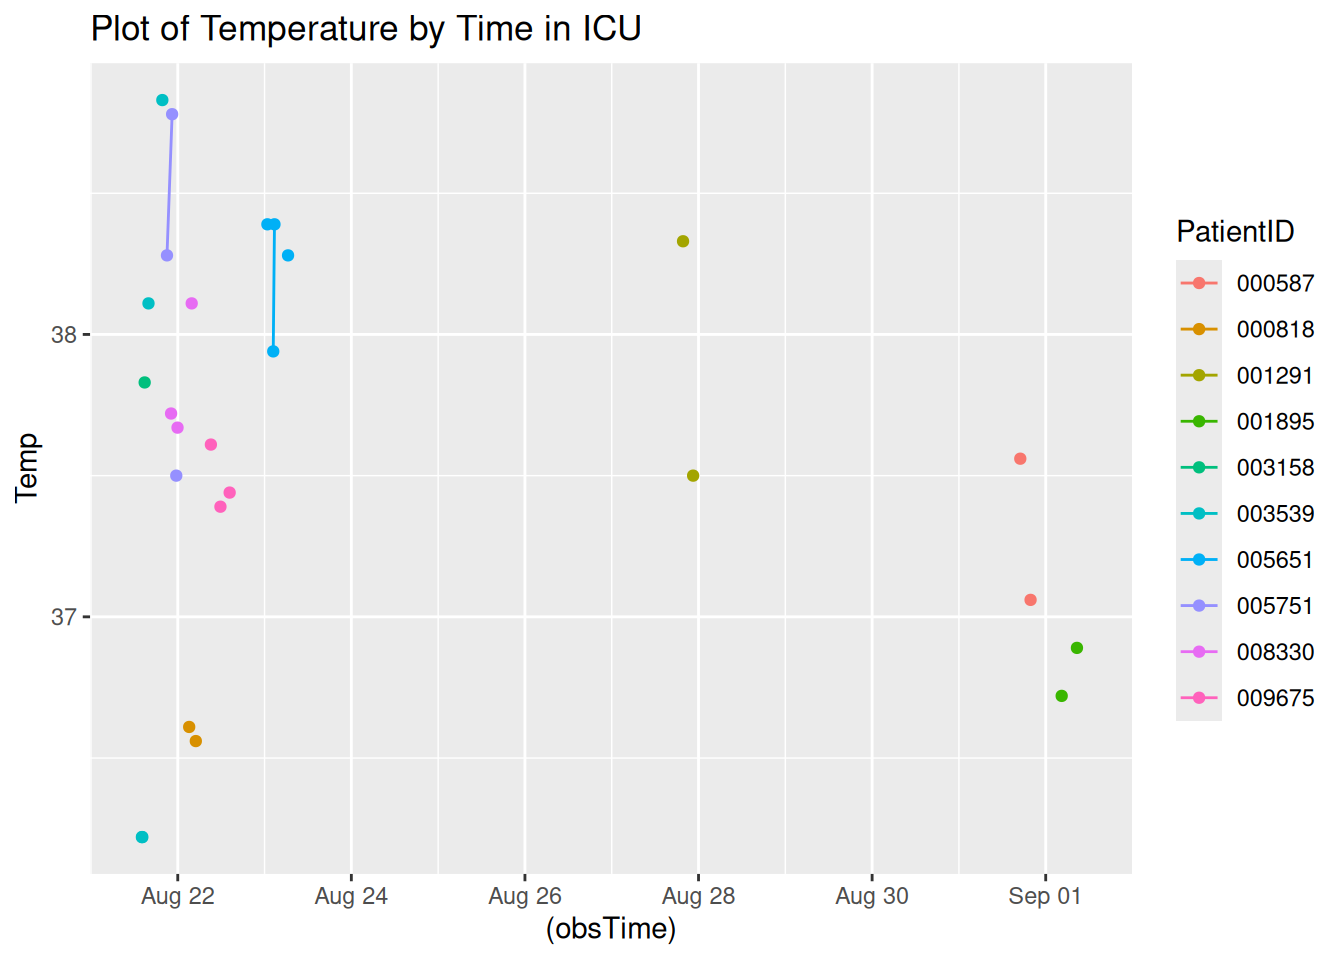 Plot of Temperature by Time in ICU
Temp
38
37
Aug 22
Aug 24
Aug 26
Aug 28
Aug 30
Sep 01
(obsTime)
PatientID
000587
000818
001291
001895
003158
003539
005651
005751
008330
009675